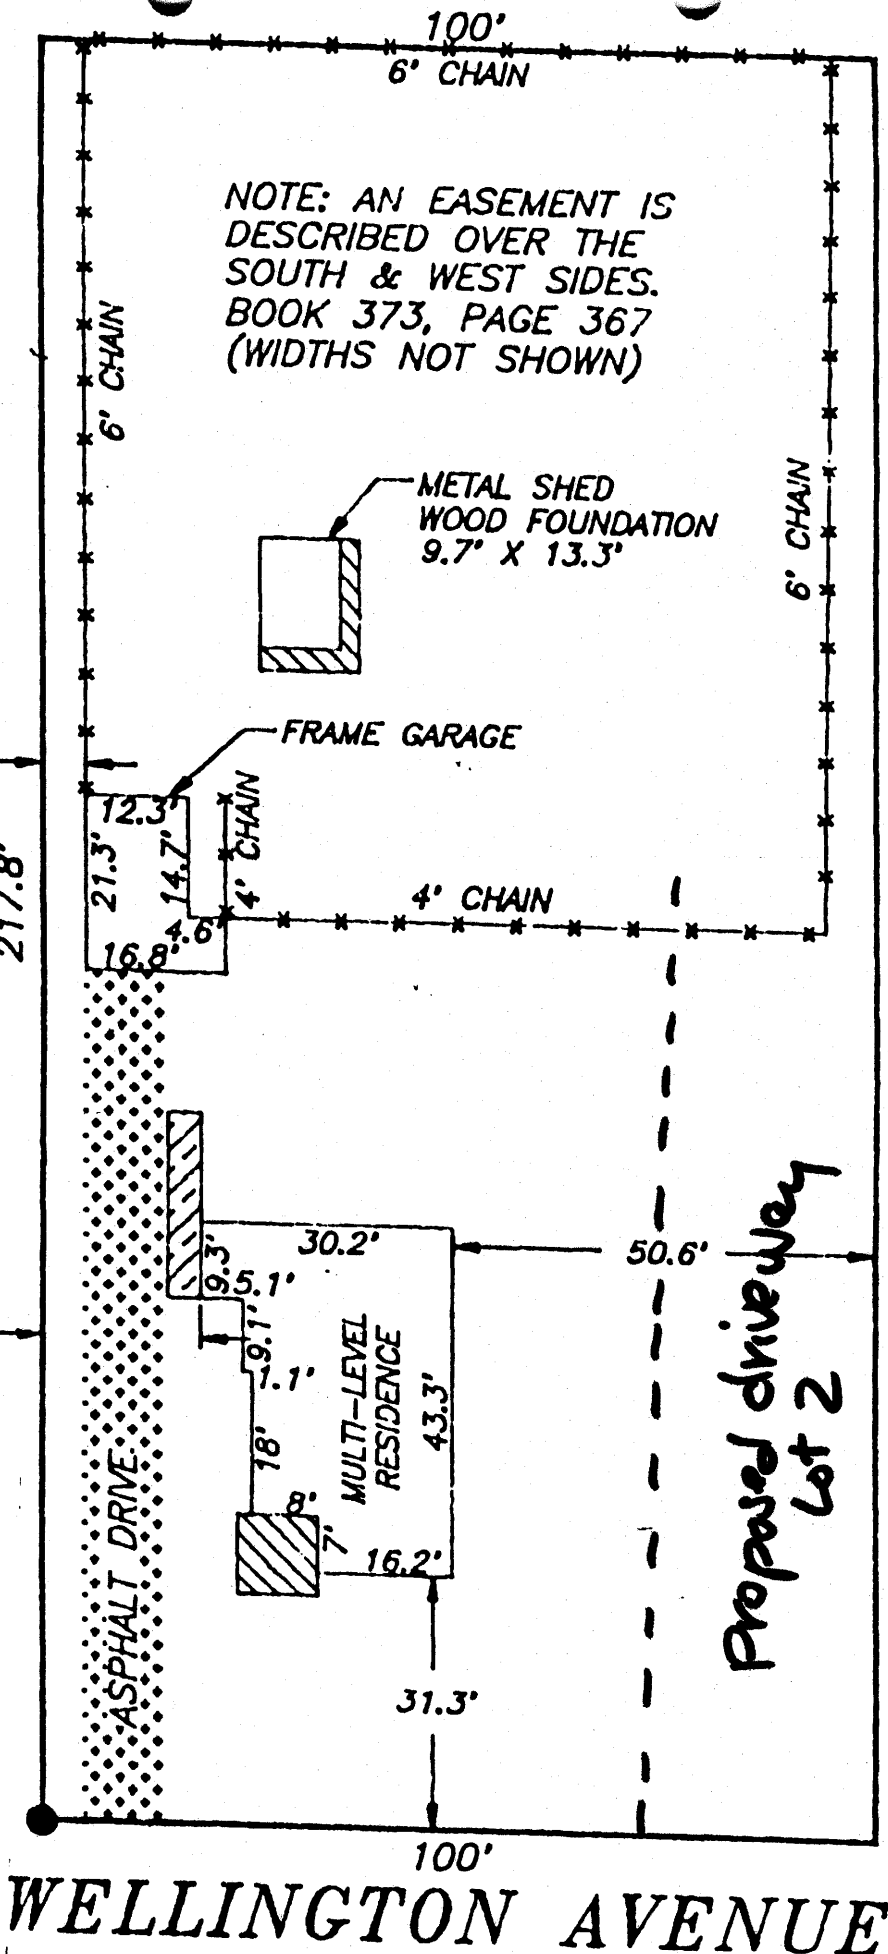 100'
6' CHAIN
NOTE: AN EASEMENT IS
DESCRIBED OVER THE
SOUTH & WEST SIDES.
BOOK 373, PAGE 367
(WIDTHS NOT SHOWN)
6' CHAIN
METAL SHED
WOOD FOUNDATION
9.7' X 13.3'
6' CHAIN
FRAME GARAGE
12.3'
4' CHAIN
21.3'
14.7'
217.8'
4' CHAIN
4.6'
16.8'
30.2'
50.6'
9.3'
5.1'
9.1'
1.1'
MULTI-LEVEL
RESIDENCE
43.3'
18'
8'
7'
16.2'
Proposed driveway
Lot 2
ASPHALT DRIVE
31.3'
100'
WELLINGTON AVENUE